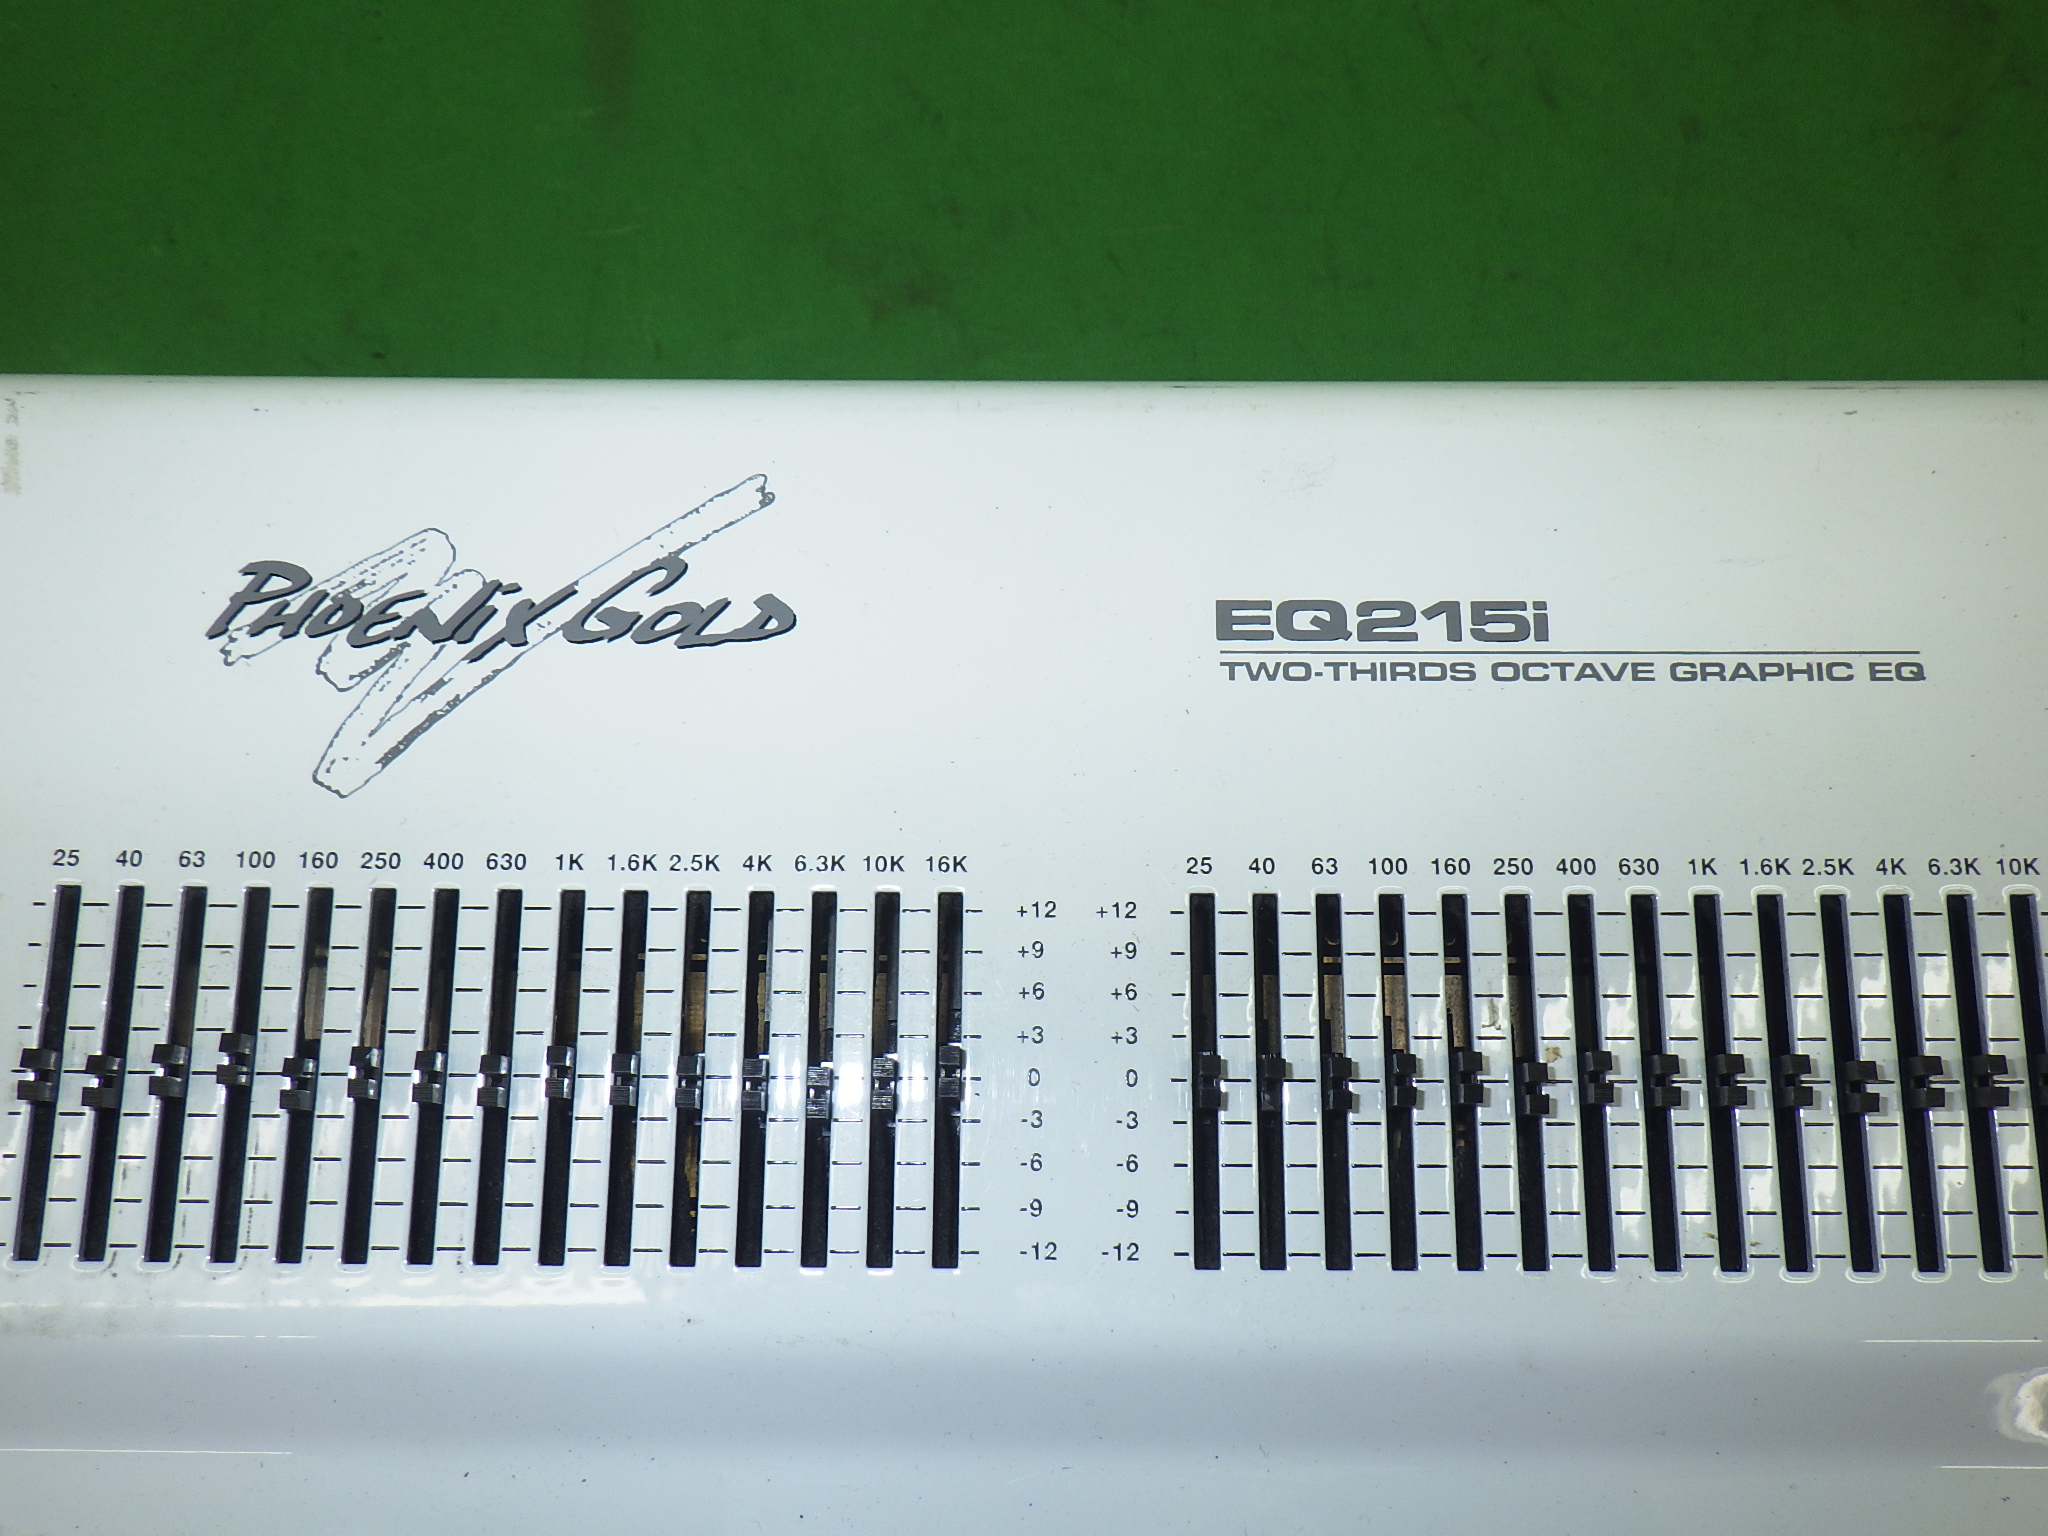 PHOENIX GOLD
EQ215i
TWO-THIRDS OCTAVE GRAPHIC EQ
25 40 63 100 160 250 400 630 1K 1.6K 2.5K 4K 6.3K 10K 16K
25 40 63 100 160 250 400 630 1K 1.6K 2.5K 4K 6.3K 10K
+12 +12
+9 +9
+6 +6
+3 +3
0 0
-3 -3
-6 -6
-9 -9
-12 -12